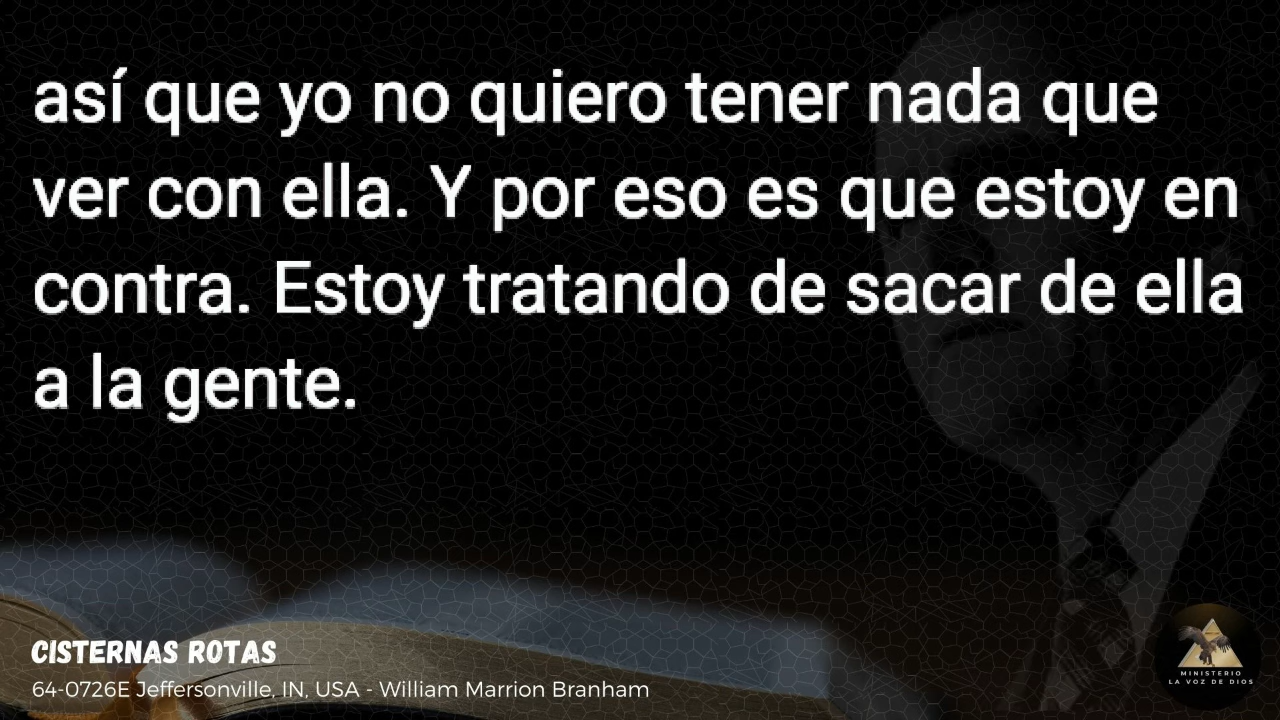 así que yo no quiero tener nada que
ver con ella. Y por eso es que estoy en
contra. Estoy tratando de sacar de ella
a la gente.
CISTERNAS ROTAS
64-0726E Jeffersonville, IN, USA - William Marrion Branham
MINISTERIO
LA VOZ DE DIOS